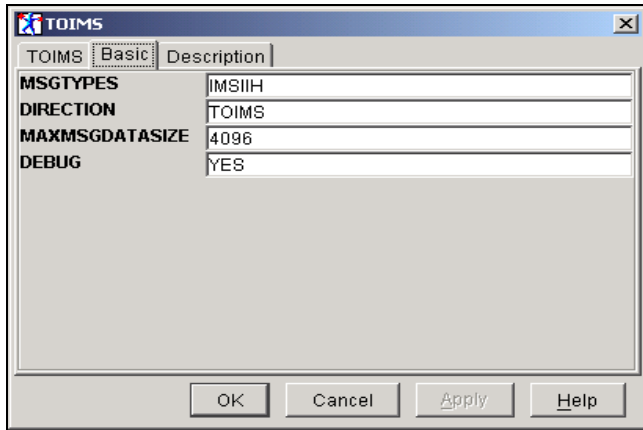 TOIMS
TOIMS Basic Description
MSGTYPES IMSIIH
DIRECTION TOIMS
MAXMSGDATASIZE 4096
DEBUG YES
OK Cancel Apply Help